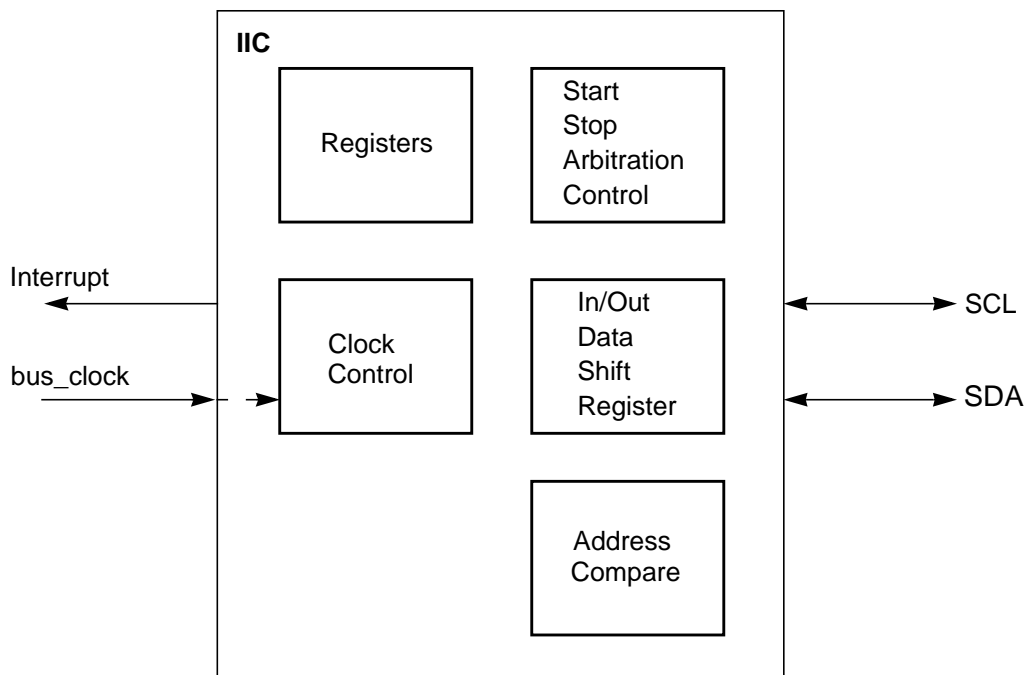 IIC
Registers
Start
Stop
Arbitration
Control
Interrupt
bus_clock
Clock
Control
In/Out
Data
Shift
Register
SCL
SDA
Address
Compare